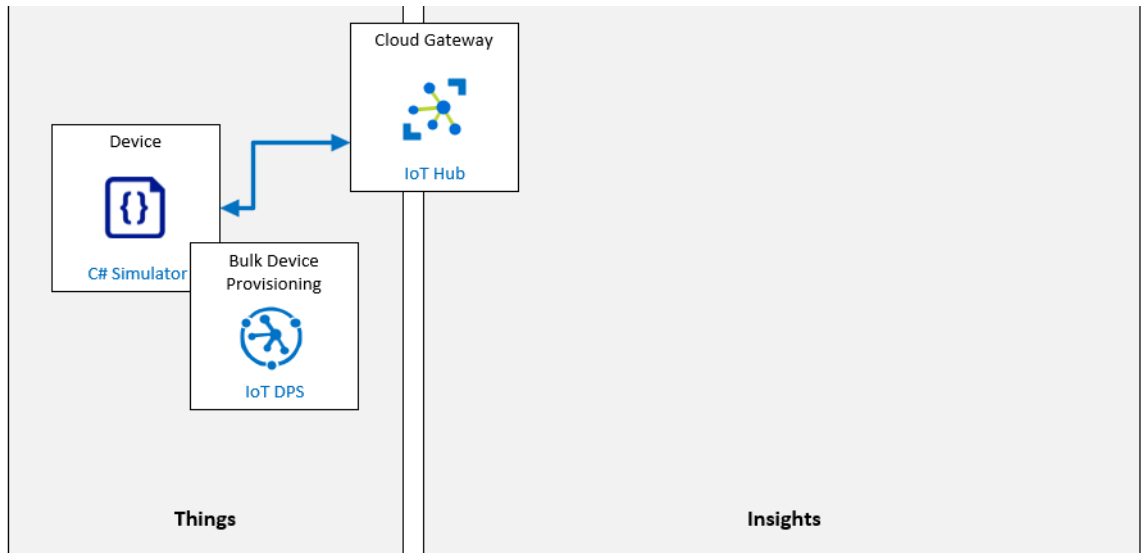 Cloud Gateway
IoT Hub
Device
{}
C# Simulator
Bulk Device
Provisioning
IoT DPS
Things
Insights